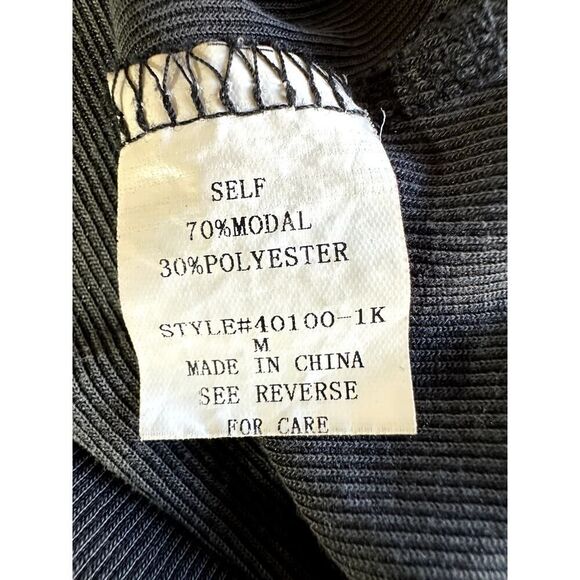 SELF
70%MODAL
30%POLYESTER
STYLE#40100-1K
M
MADE IN CHINA
SEE REVERSE
FOR CARE